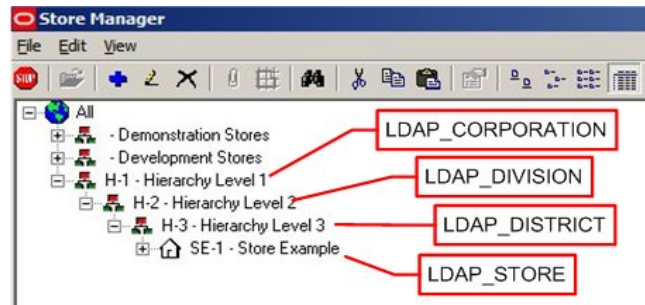 Store Manager
File Edit View
STOP
All
- Demonstration Stores
- Development Stores
H-1 - Hierarchy Level 1
H-2 - Hierarchy Level 2
H-3 - Hierarchy Level 3
SE-1 - Store Example
LDAP_CORPORATION
LDAP_DIVISION
LDAP_DISTRICT
LDAP_STORE